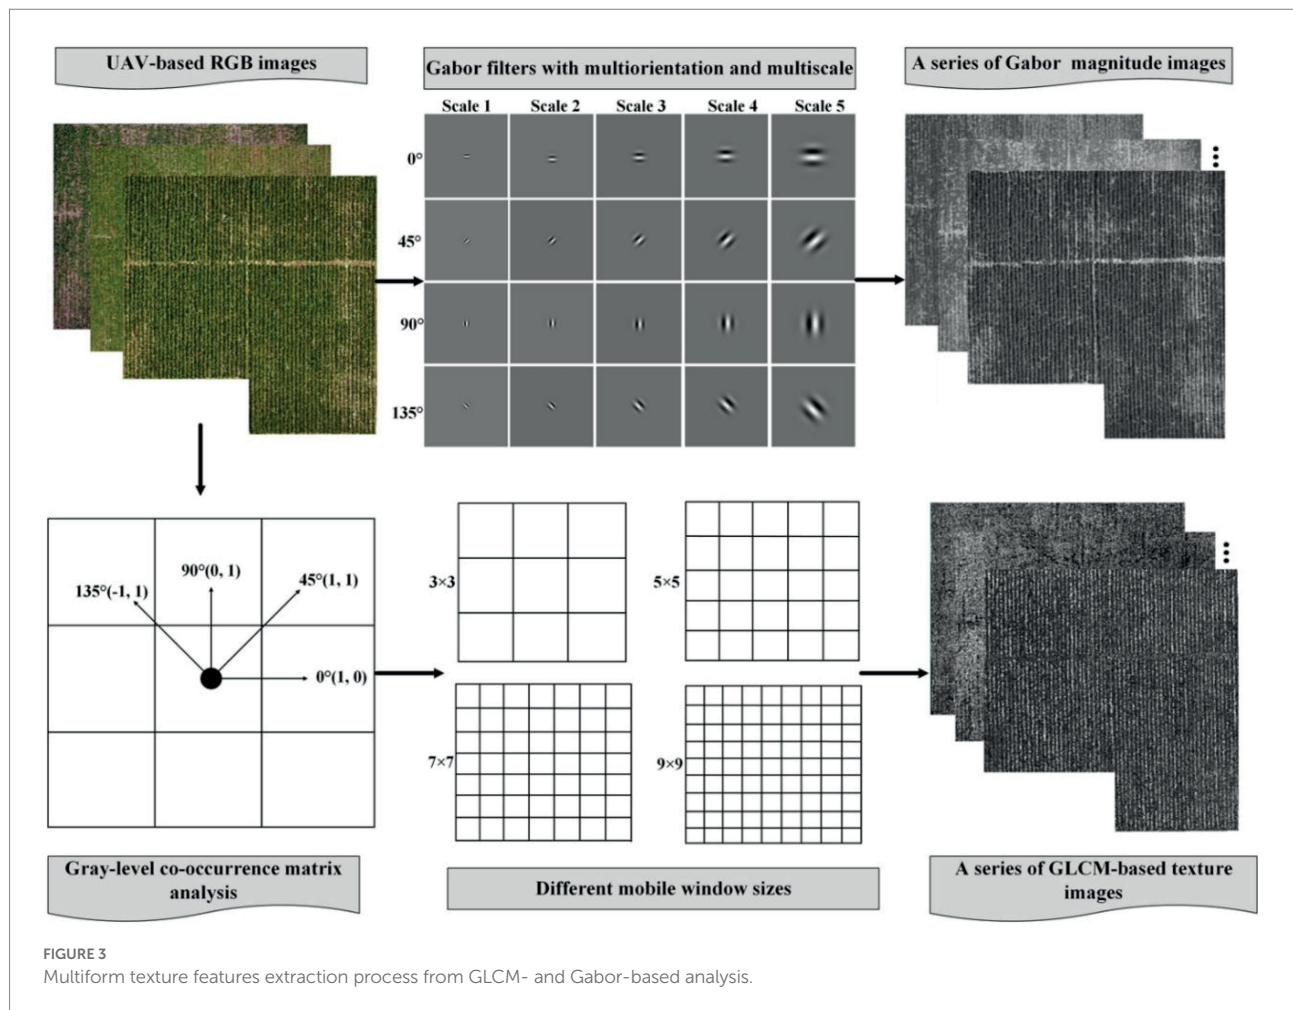 UAV-based RGB images
Gabor filters with multiorientation and multiscale
A series of Gabor magnitude images
Scale 1 Scale 2 Scale 3 Scale 4 Scale 5
0°
45°
90°
135°
135°(-1, 1)
90°(0, 1)
45°(1, 1)
0°(1, 0)
3×3
5×5
7×7
9×9
Gray-level co-occurrence matrix
analysis
Different mobile window sizes
A series of GLCM-based texture
images
FIGURE 3
Multiform texture features extraction process from GLCM- and Gabor-based analysis.